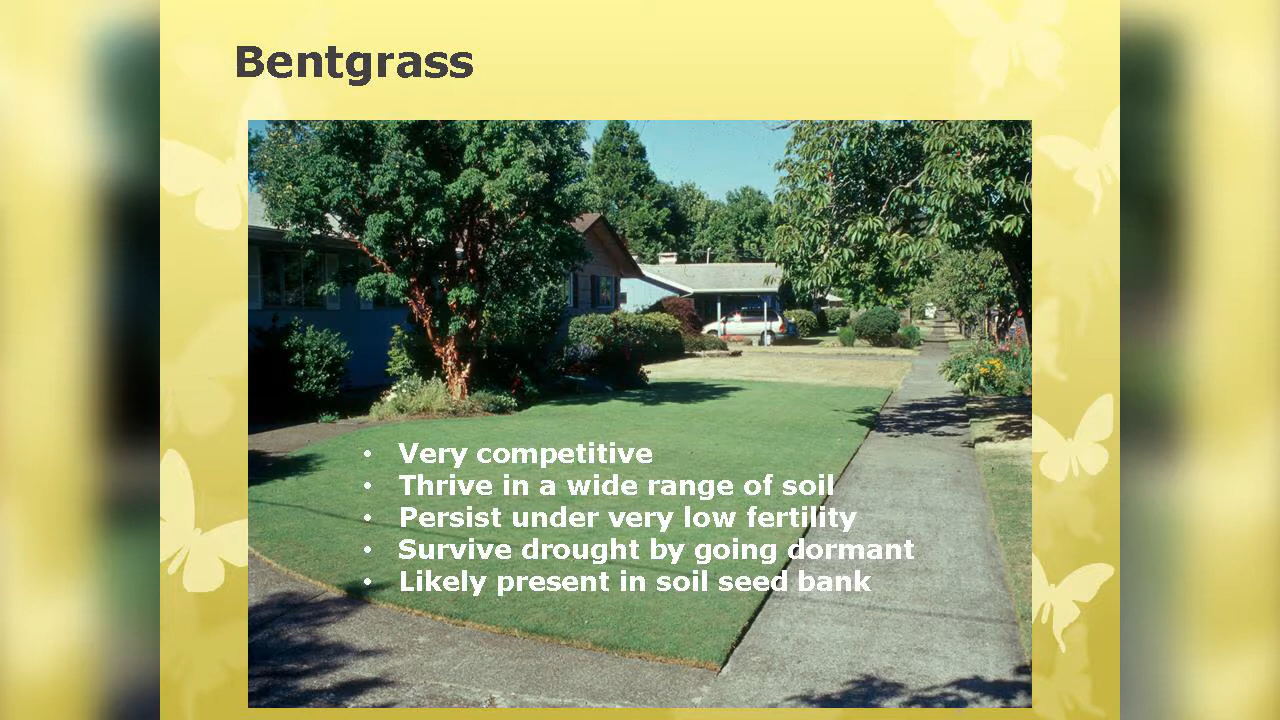 Bentgrass
• Very competitive
• Thrive in a wide range of soil
• Persist under very low fertility
• Survive drought by going dormant
• Likely present in soil seed bank